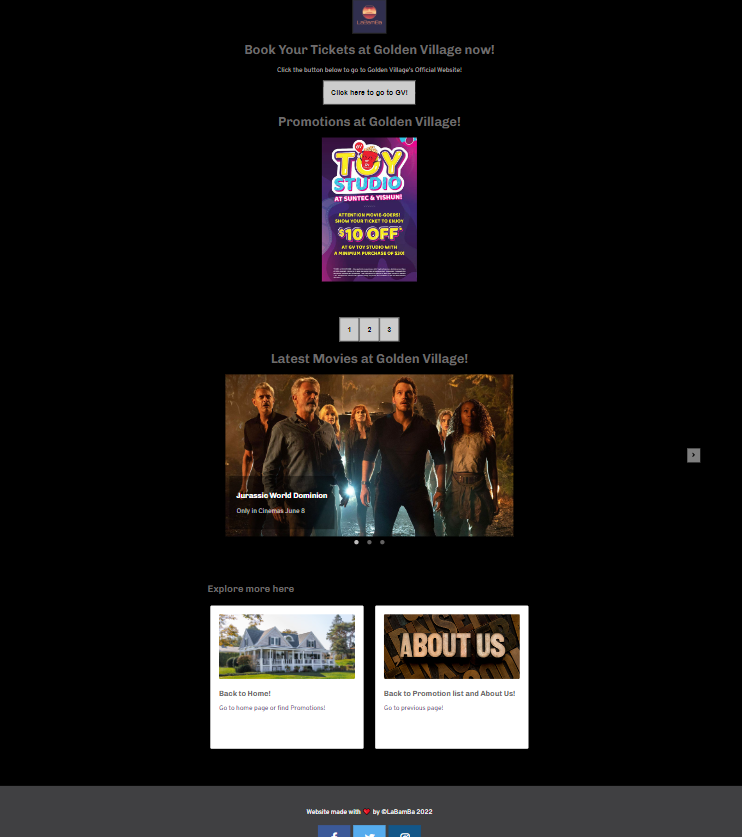 LaBamBa
Book Your Tickets at Golden Village now!
Click the button below to go to Golden Village's Official Website!
Click here to go to GV!
Promotions at Golden Village!
TOY
STUDIO
AT SUNTEC & YISHUN!
ATTENTION MOVIE-GOERS!
SHOW YOUR TICKET TO ENJOY
$10 OFF*
AT GV TOY STUDIO WITH
A MINIMUM PURCHASE OF $20!
1 2 3
Latest Movies at Golden Village!
Jurassic World Dominion
Only in Cinemas June 8
Explore more here
ABOUT US
Back to Home!
Go to home page or find Promotions!
Back to Promotion list and About Us!
Go to previous page!
Website made with ❤ by ©LaBamBa 2022